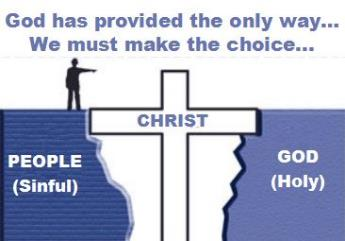 God has provided the only way...
We must make the choice...
CHRIST
PEOPLE
(Sinful)
GOD
(Holy)